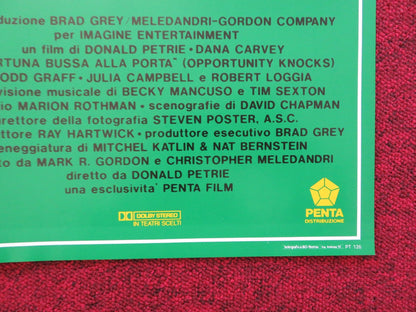 duzione BRAD GREY/MELEDANDRI-GORDON COMPANY
per IMAGINE ENTERTAINMENT
un film di DONALD PETRIE · DANA CARVEY
RTUNA BUSSA ALLA PORTA" (OPPORTUNITY KNOCKS)
ODD GRAFF · JULIA CAMPBELL e ROBERT LOGGIA
visione musicale di BECKY MANCUSO e TIM SEXTON
io MARION ROTHMAN · scenografie di DAVID CHAPMAN
direttore della fotografia STEVEN POSTER, A.S.C.
ttore RAY HARTWICK · produttore esecutivo BRAD GREY
eneggiatura di MITCHEL KATLIN & NAT BERNSTEIN
to da MARK R. GORDON e CHRISTOPHER MELEDANDRI
diretto da DONALD PETRIE
una esclusività PENTA FILM
DOLBY STEREO
IN TEATRI SCELTI
PENTA
DISTRIBUZIONE
PT 126